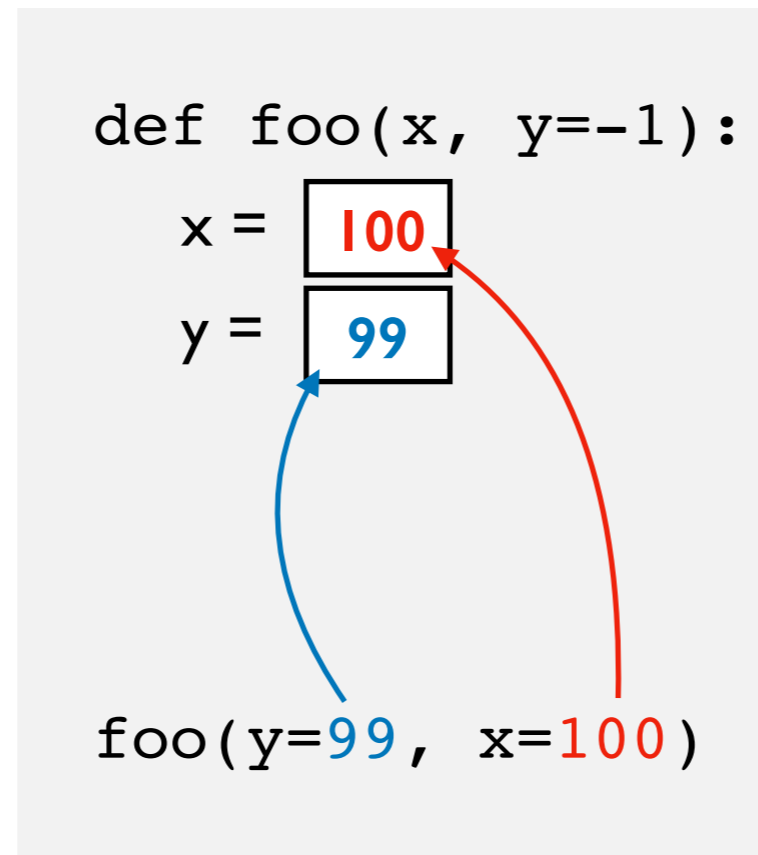 def foo(x, y=-1):
x = 100
y = 99
foo(y=99, x=100)